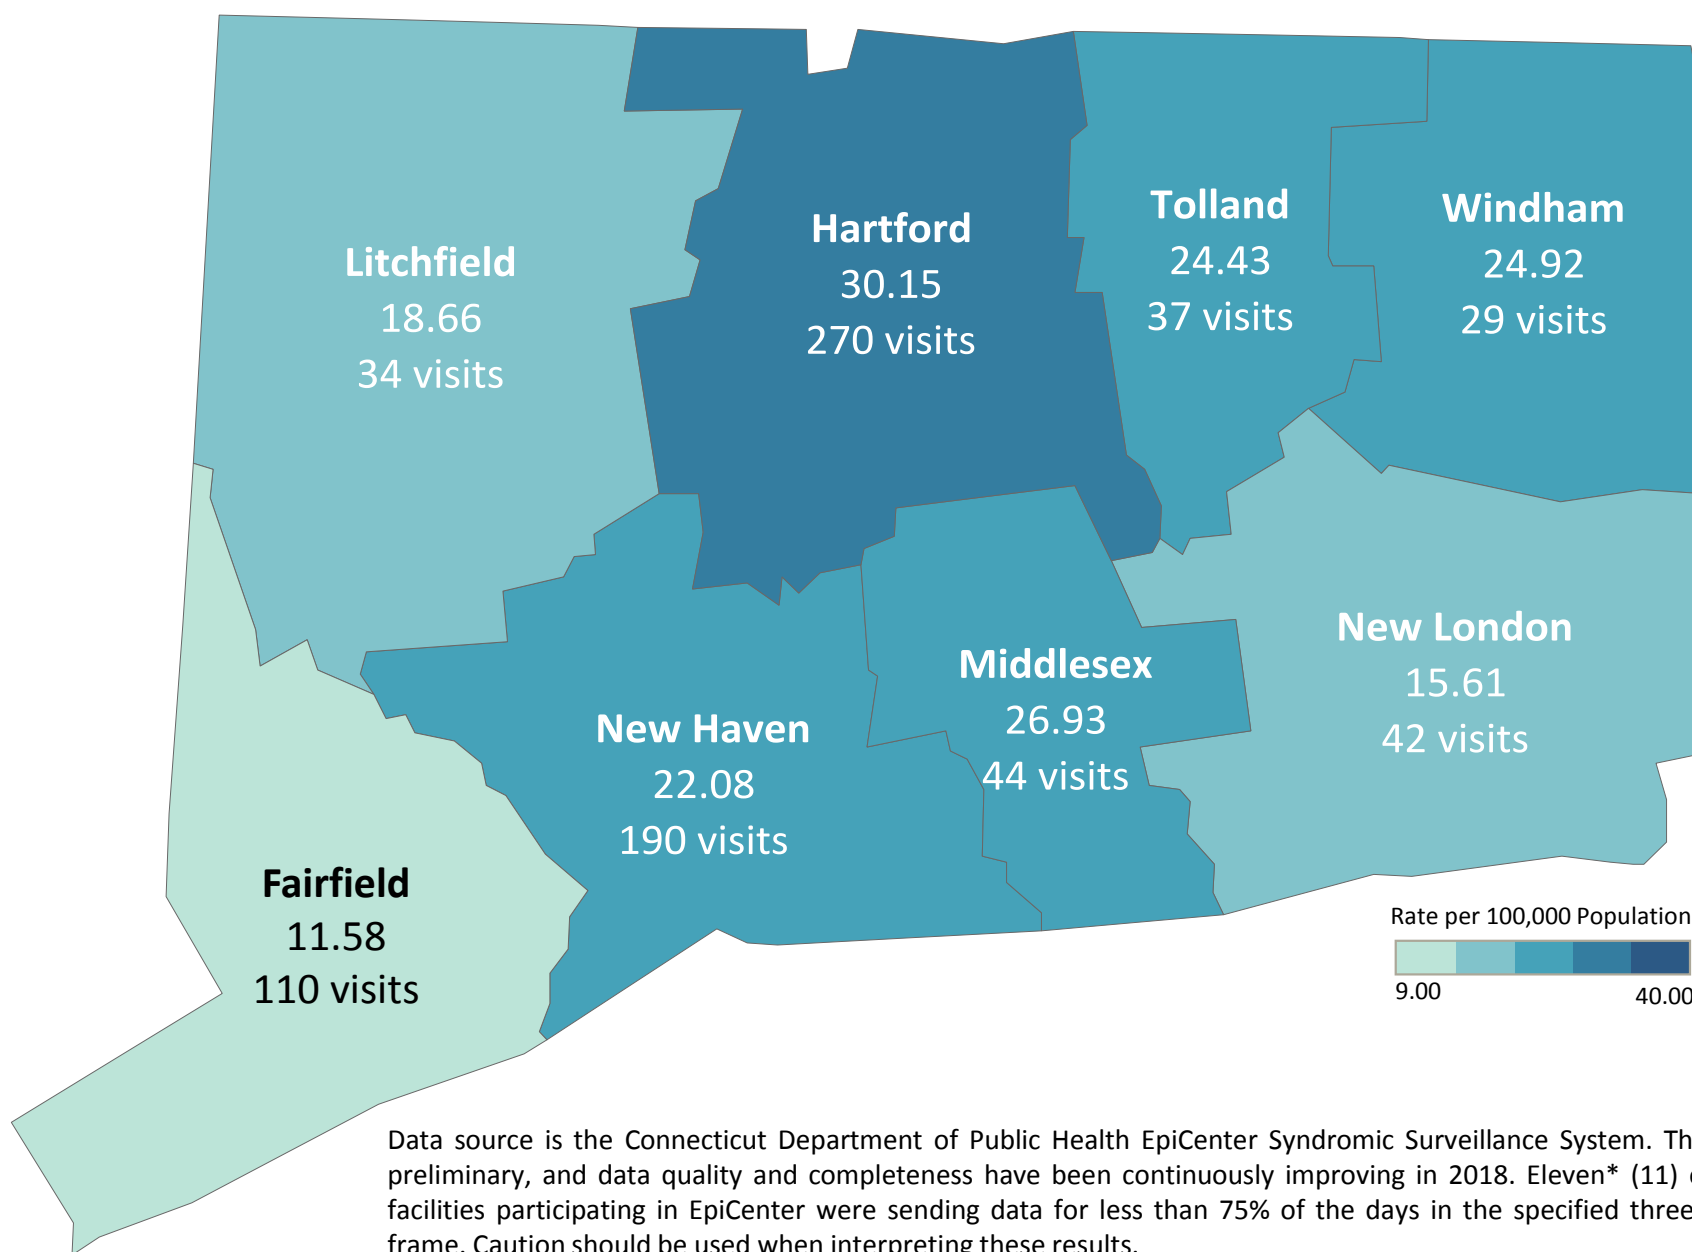 Litchfield
18.66
34 visits
Hartford
30.15
270 visits
Tolland
24.43
37 visits
Windham
24.92
29 visits
New Haven
22.08
190 visits
Middlesex
26.93
44 visits
New London
15.61
42 visits
Fairfield
11.58
110 visits
Rate per 100,000 Population
9.00
40.00
Data source is the Connecticut Department of Public Health EpiCenter Syndromic Surveillance System.
preliminary, and data quality and completeness have been continuously improving in 2018. Eleven* (11)
facilities participating in EpiCenter were sending data for less than 75% of the days in the specified three
frame. Caution should be used when interpreting these results.